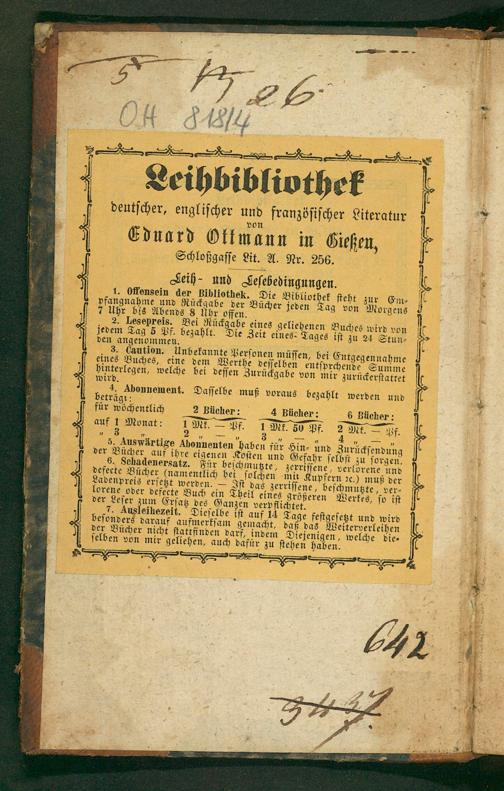 5
26
O.H 8184
Leihbibliothek
deutscher, englischer und französischer Literatur
von
Eduard Ottmann in Gießen,
Schloßgasse Lit. A. Nr. 256.
Leih- und Lesebedingungen.
1. Offensein der Bibliothek. Die Bibliothek steht zur Em-
pfangnahme und Rückgabe der Bücher jeden Tag von Morgens
7 Uhr bis Abends 8 Uhr offen.
2. Lesepreis. Bei Rückgabe eines geliehenen Buches wird von
jedem Tag 5 Pf. bezahlt. Die Zeit eines Tages ist zu 24 Stun-
den angenommen.
3. Caution. Unbekannte Personen müssen, bei Entgegennahme
eines Buches, eine dem Werthe desselben entsprchende Summe
hinterlegen, welche bei dessen Zurückgabe von mir zurückerstattet
wird.
4. Abonnement. Dasselbe muß voraus bezahlt werden und
beträgt:
für wöchentlich 2 Bücher: 4 Bücher: 6 Bücher:
auf 1 Monat: 1 Mk. — Pf. 1 Mk. 50 Pf. 2 Mk. — Pf.
„ 3 „ 2 „ — „ 3 „ — „ 4 „ — „
5. Auswärtige Abonnenten haben für Hin- und Zurücksendung
der Bücher auf ihre eigenen Kosten und Gefahr selbst zu sorgen.
6. Schadenersatz. Für beschmutzte, zerrissene, verlorene und
defecte Bücher (namentlich bei solchen mit Kupfern ꝛc.) muß der
Ladenpreis ersetzt werden. — Ist das zerrissene, beschmutzte, ver-
lorene oder defecte Buch ein Theil eines größeren Werkes, so ist
der Leser zum Ersatz des Ganzen verpflichtet.
7. Ausleihezeit. Dieselbe ist auf 14 Tage festgesetzt und wird
besonders darauf aufmerksam gemacht, daß das Weiterverleihen
der Bücher nicht stattfinden darf, indem Diejenigen, welche die-
selben von mir geliehen, auch dafür zu stehen haben.
642
3437.